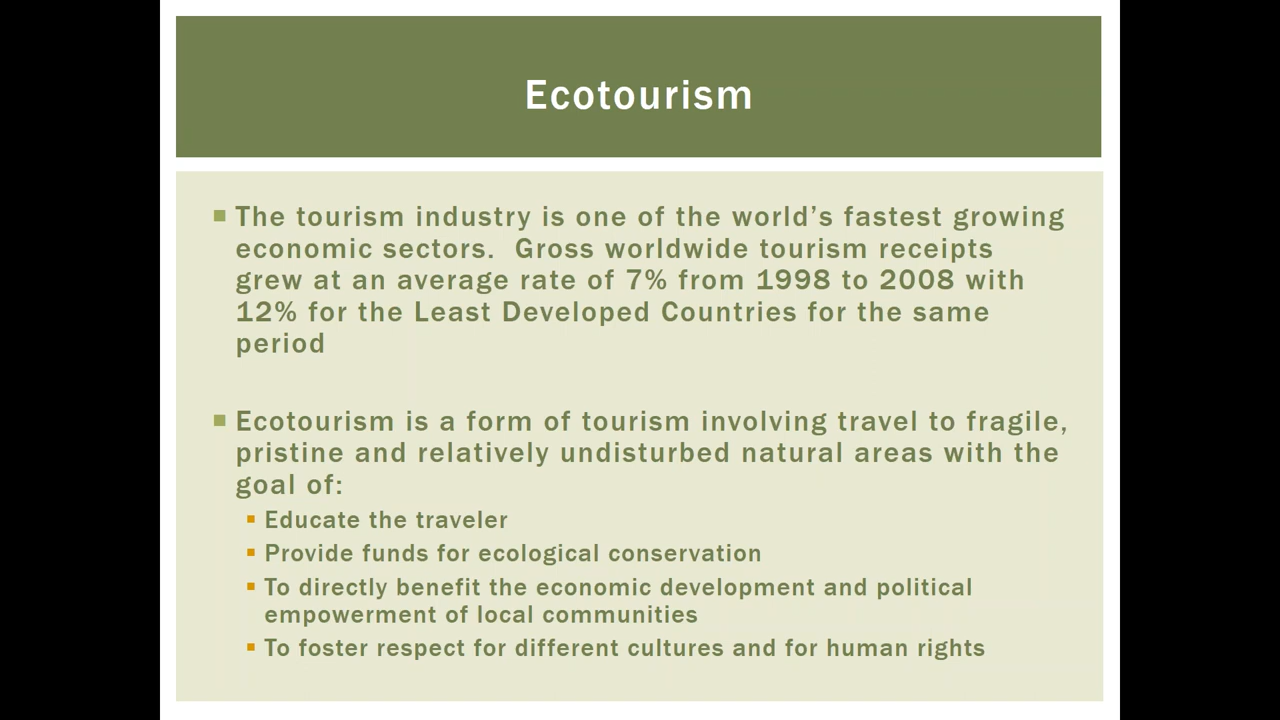 Ecotourism
The tourism industry is one of the world’s fastest growing
economic sectors.  Gross worldwide tourism receipts
grew at an average rate of 7% from 1998 to 2008 with
12% for the Least Developed Countries for the same
period
Ecotourism is a form of tourism involving travel to fragile,
pristine and relatively undisturbed natural areas with the
goal of:
Educate the traveler
Provide funds for ecological conservation
To directly benefit the economic development and political
empowerment of local communities
To foster respect for different cultures and for human rights